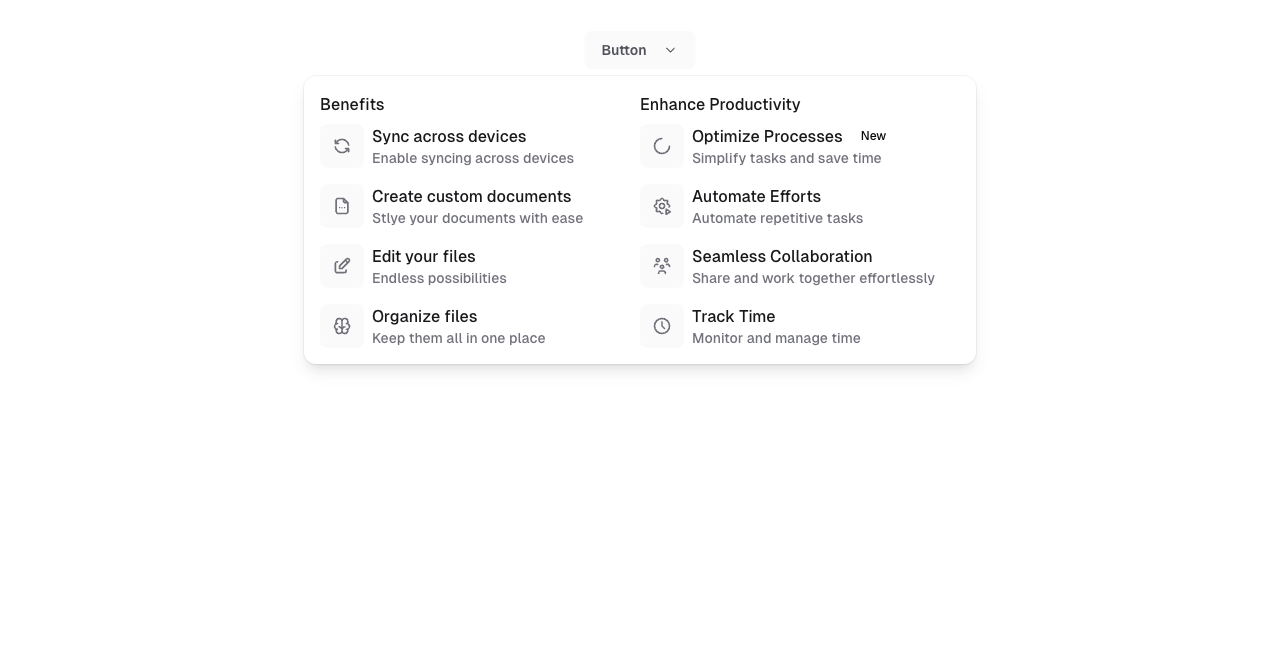 Button
Benefits
Sync across devices
Enable syncing across devices
Create custom documents
Stlye your documents with ease
Edit your files
Endless possibilities
Organize files
Keep them all in one place
Enhance Productivity
Optimize Processes New
Simplify tasks and save time
Automate Efforts
Automate repetitive tasks
Seamless Collaboration
Share and work together effortlessly
Track Time
Monitor and manage time